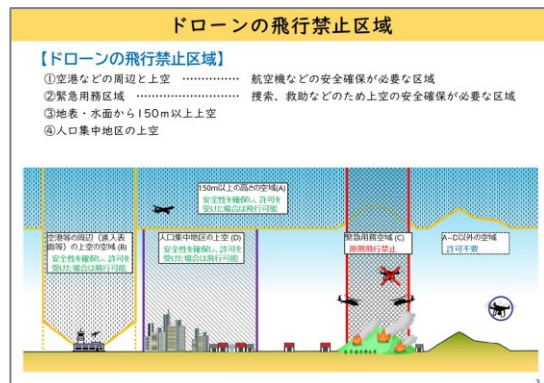 ドローンの飛行禁止区域
【ドローンの飛行禁止区域】
①空港などの周辺と上空 …………… 航空機などの安全確保が必要な区域
②緊急用務区域 ………………………… 捜索、救助などのため上空の安全確保が必要な区域
③地表・水面から150m以上上空
④人口集中地区の上空
150m以上の高さの空域(A)
安全性を確保し、許可を
受けた場合は飛行可能
空港等の周辺（進入表
面等）の上空の空域 (B)
安全性を確保し、許可を
受けた場合は飛行可能
人口集中地区の上空 (D)
安全性を確保し、許可を
受けた場合は飛行可能
緊急用務空域 (C)
原則飛行禁止
A-D以外の空域
許可不要